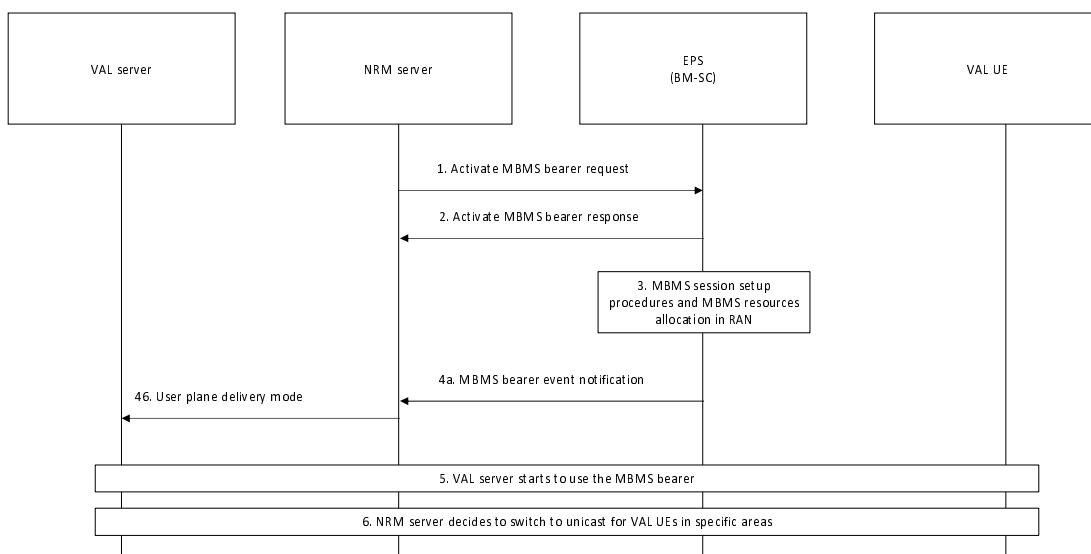 VAL server
NRM server
EPS
(BM-SC)
VAL UE
1. Activate MBMS bearer request
2. Activate MBMS bearer response
3. MBMS session setup
procedures and MBMS resources
allocation in RAN
4a. MBMS bearer event notification
46. User plane delivery mode
5. VAL server starts to use the MBMS bearer
6. NRM server decides to switch to unicast for VAL UEs in specific areas